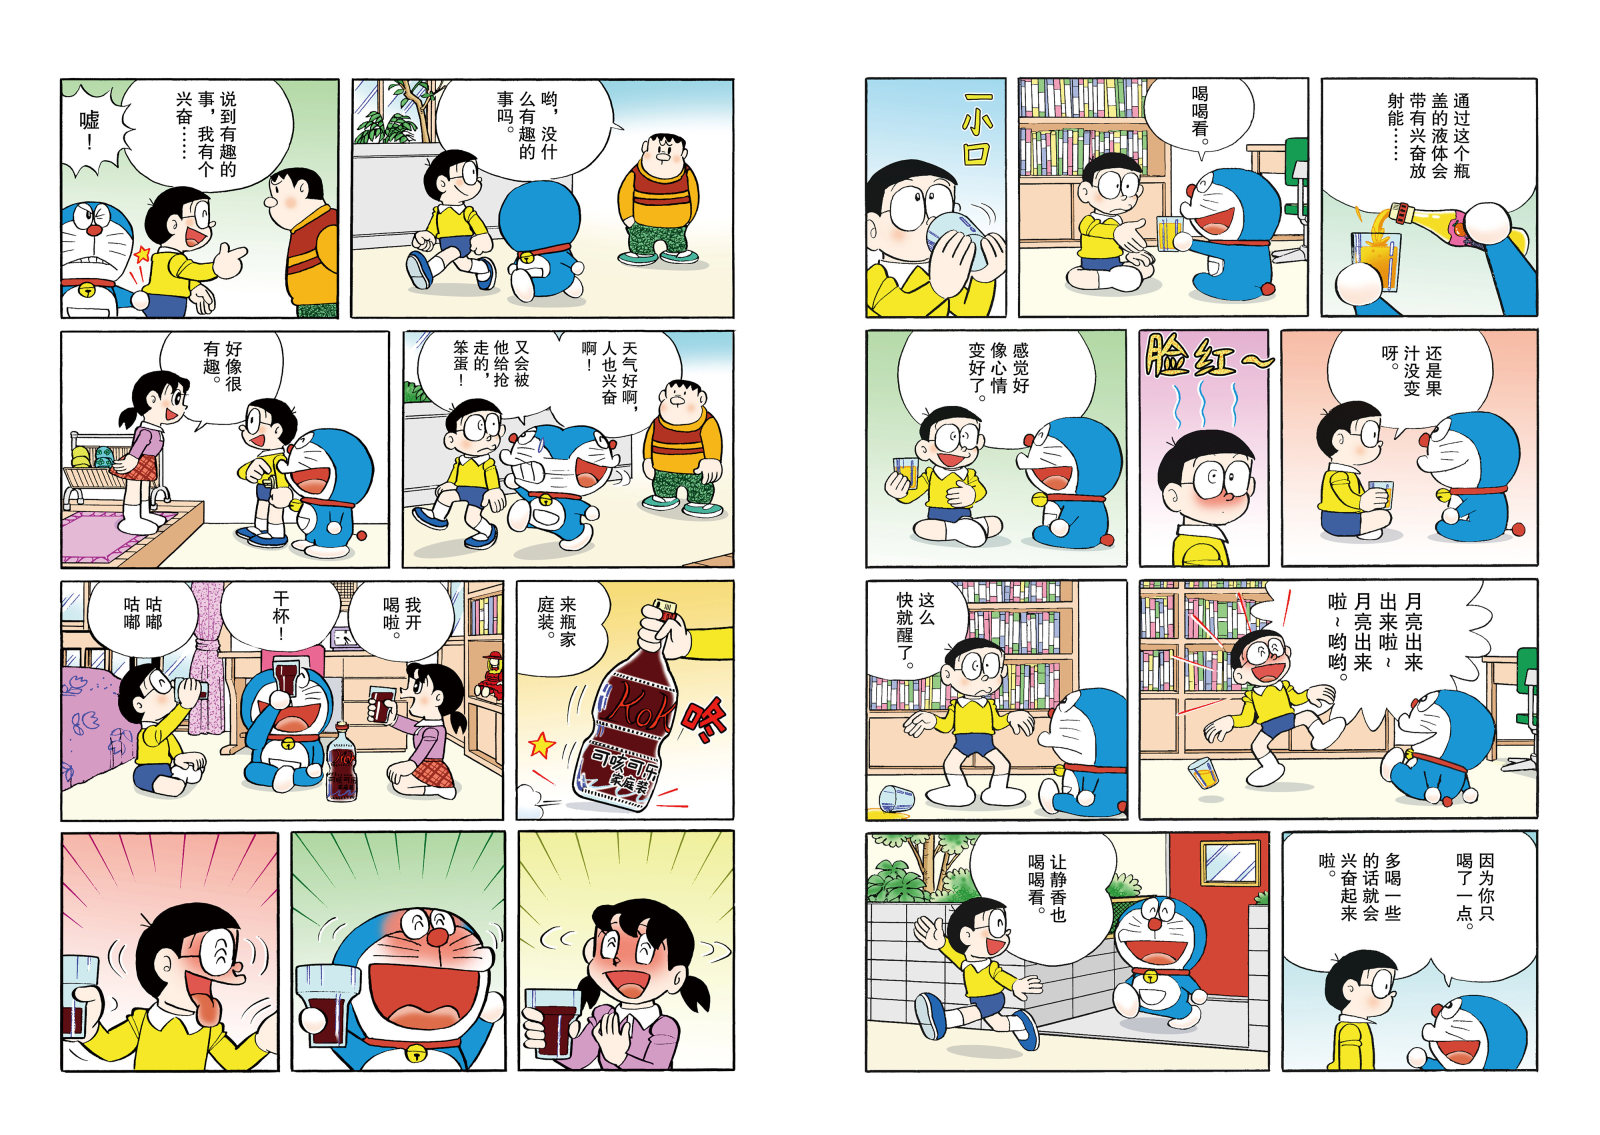 通过这个瓶
盖的液体会
带有兴奋放
射能……
喝喝看。
一小口
还是果
汁没变
呀。
脸红～
感觉好
像心情
变好了。
月亮出来
出来啦~
月亮出来
啦~哟哟。
这么
快就醒了。
因为你只
喝了一点。
多喝一些
的话就会
兴奋起来
啦。
让静香也
喝喝看。
哟，没什
么有趣的
事吗。
说到有趣的
事，我有个
兴奋……
嘘！
天气好啊，
人也兴奋
啊！
又会被
他给抢
走的，
笨蛋！
好像很
有趣。
来瓶家
庭装。
咚
KoK
可咳可乐
家庭装
我开
喝啦。
干杯！
咕嘟
咕嘟